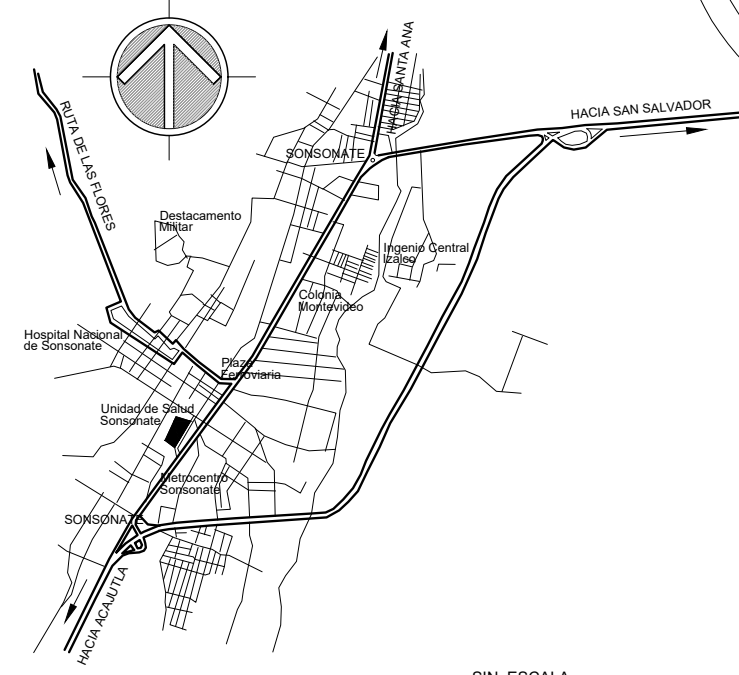 HACIA SANTA ANA
HACIA SAN SALVADOR
RUTA DE LAS FLORES
SONSONATE
Destacamento
Militar
Ingenio Central
Izalco
Colonia
Montevideo
Hospital Nacional
de Sonsonate
Plaza
Ferroviaria
Unidad de Salud
Sonsonate
Metrocentro
Sonsonate
SONSONATE
HACIA ACAJUTLA
SIN ESCALA